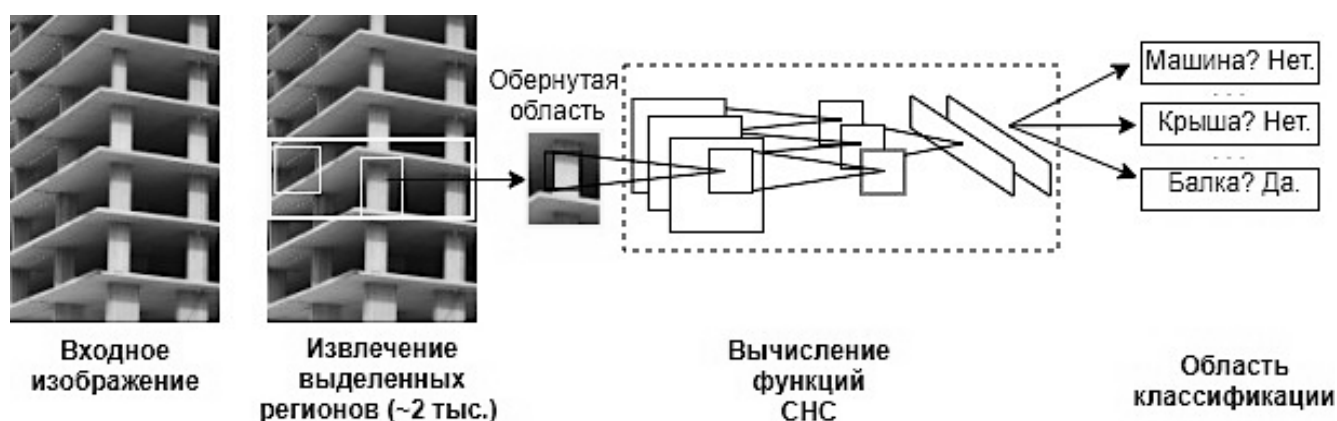 Обернутая
область
Машина? Нет.
. . .
Крыша? Нет.
. . .
Балка? Да.
Входное
изображение
Извлечение
выделенных
регионов (~2 тыс.)
Вычисление
функций
СНС
Область
классификации